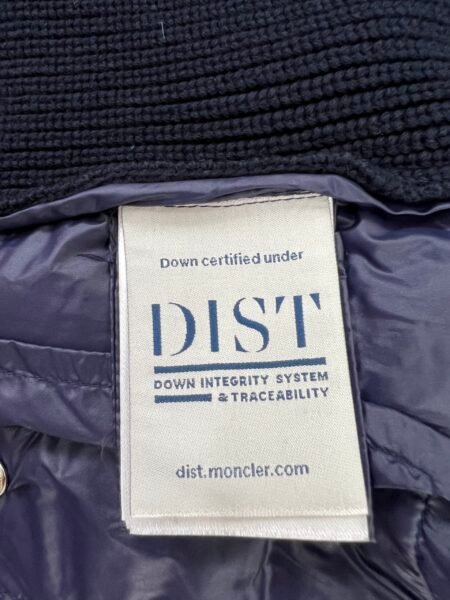 Down certified under
DIST
DOWN INTEGRITY SYSTEM
& TRACEABILITY
dist.moncler.com